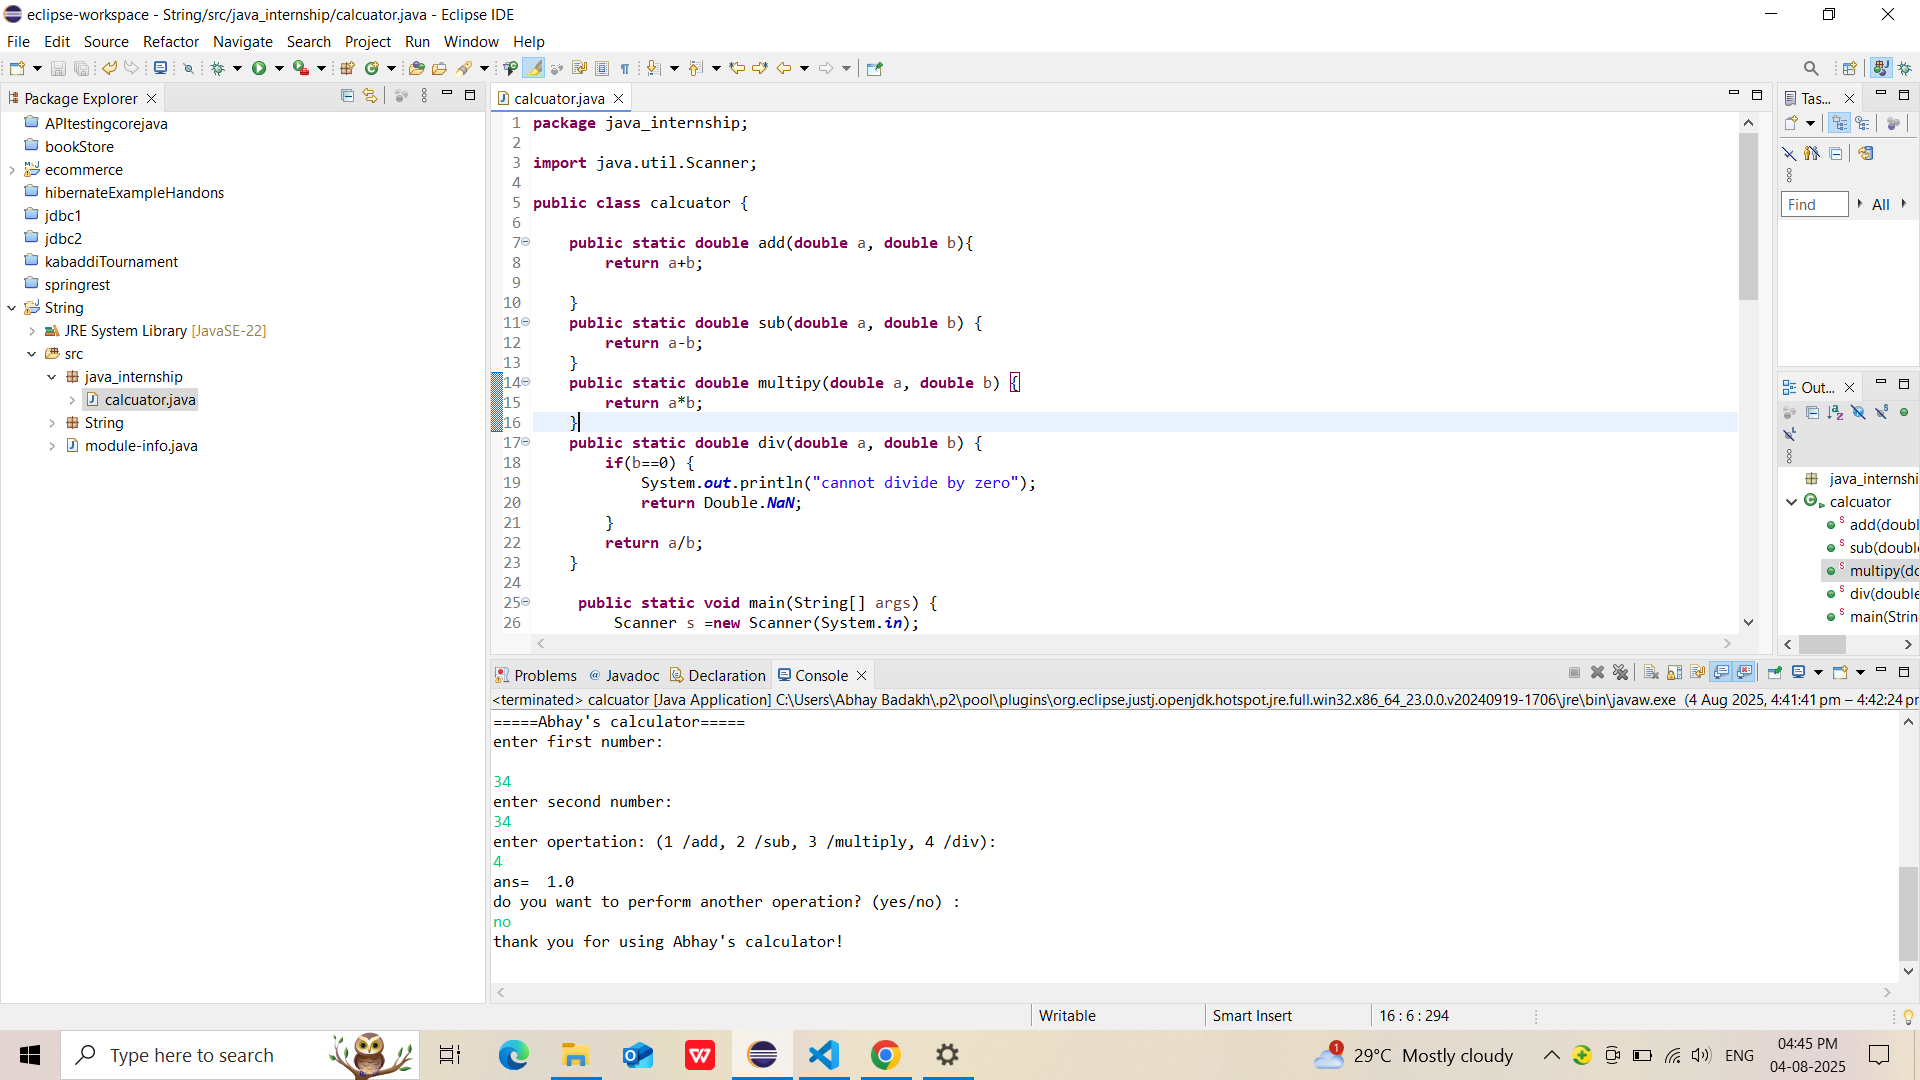 eclipse-workspace - String/src/java_internship/calcuator.java - Eclipse IDE
File Edit Source Refactor Navigate Search Project Run Window Help
Package Explorer
APItestingcorejava
bookStore
ecommerce
hibernateExampleHandons
jdbc1
jdbc2
kabaddiTournament
springrest
String
JRE System Library [JavaSE-22]
src
java_internship
calcuator.java
String
module-info.java
calcuator.java
1 package java_internship;
2
3 import java.util.Scanner;
4
5 public class calcuator {
6
7 public static double add(double a, double b){
8 return a+b;
9
10 }
11 public static double sub(double a, double b) {
12 return a-b;
13 }
14 public static double multipy(double a, double b) {
15 return a*b;
16 }
17 public static double div(double a, double b) {
18 if(b==0) {
19 System.out.println("cannot divide by zero");
20 return Double.NaN;
21 }
22 return a/b;
23 }
24
25 public static void main(String[] args) {
26 Scanner s =new Scanner(System.in);
Tas...
Find All
Out...
java_internshi
calcuator
add(doubl
sub(double
multipy(do
div(double
main(Strin
Problems Javadoc Declaration Console
<terminated> calcuator [Java Application] C:\Users\Abhay Badakh\.p2\pool\plugins\org.eclipse.justj.openjdk.hotspot.jre.full.win32.x86_64_23.0.0.v20240919-1706\jre\bin\javaw.exe (4 Aug 2025, 4:41:41 pm – 4:42:24 pr
=====Abhay's calculator=====
enter first number:
34
enter second number:
34
enter opertation: (1 /add, 2 /sub, 3 /multiply, 4 /div):
4
ans=  1.0
do you want to perform another operation? (yes/no) :
no
thank you for using Abhay's calculator!
Writable Smart Insert 16 : 6 : 294
Type here to search
1
29°C Mostly cloudy
ENG
04:45 PM
04-08-2025